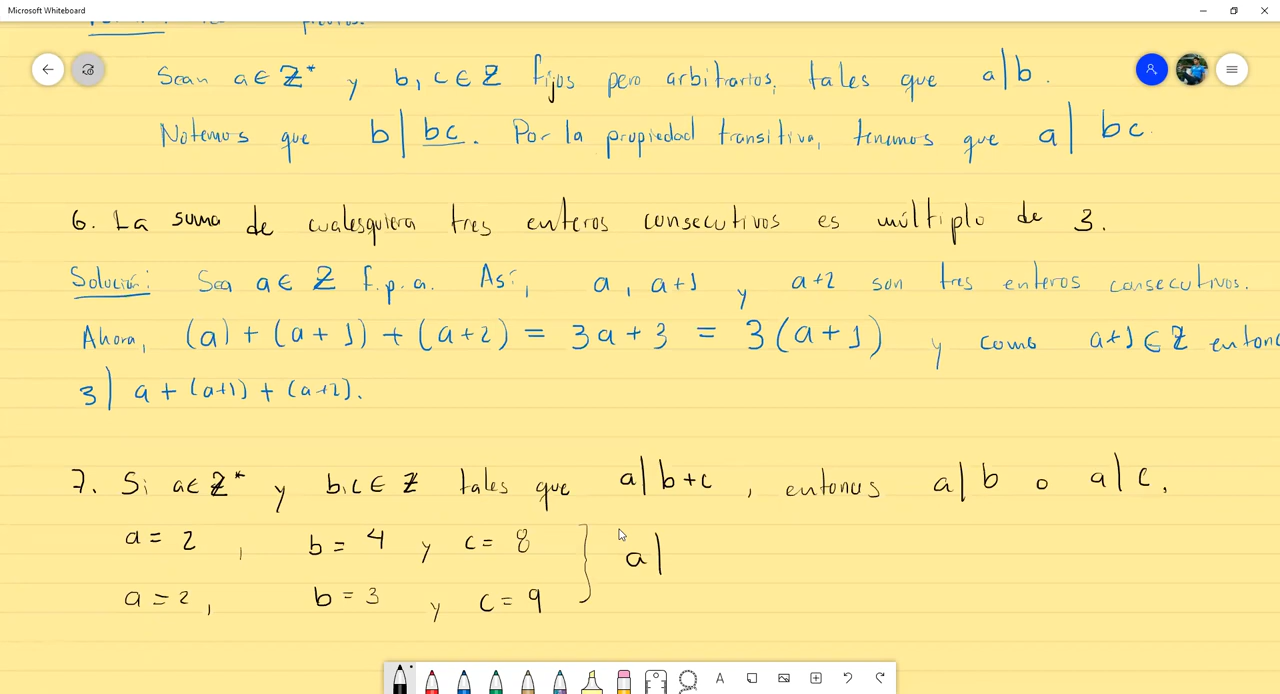 Microsoft Whiteboard
Sean a ∈ ℤ* y b, c ∈ ℤ fijos pero arbitrarios, tales que a|b.
Notemos que b|bc. Por la propiedad transitiva, tenemos que a|bc.
6. La suma de cualesquiera tres enteros consecutivos es múltiplo de 3.
Solución: Sea a ∈ ℤ f.p.a. Así, a, a+1 y a+2 son tres enteros consecutivos.
Ahora, (a) + (a+1) + (a+2) = 3a+3 = 3(a+1) y como a+1 ∈ ℤ enton
3| a + (a+1) + (a+2).
7. Si a ∈ ℤ* y b, c ∈ ℤ tales que a|b+c, entonces a|b o a|c.
a = 2, b = 4 y c = 8 } a|
a = 2, b = 3 y c = 9